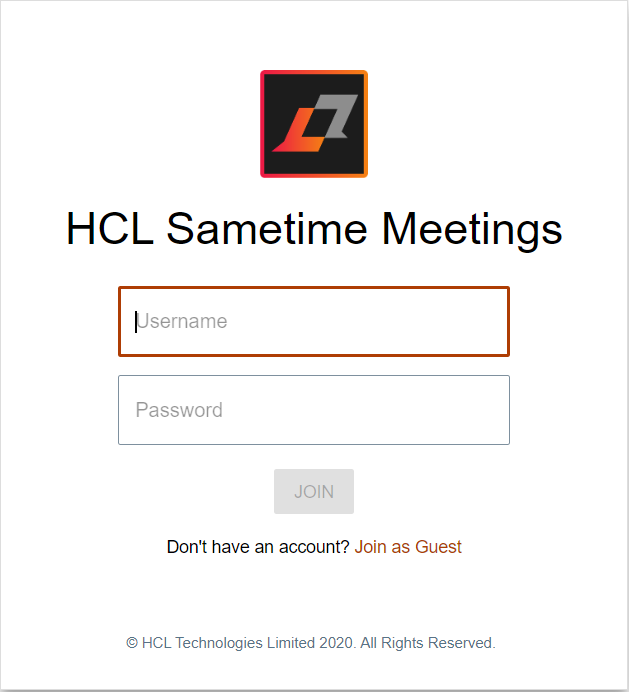 HCL Sametime Meetings
Username
Password
JOIN
Don't have an account? Join as Guest
© HCL Technologies Limited 2020. All Rights Reserved.